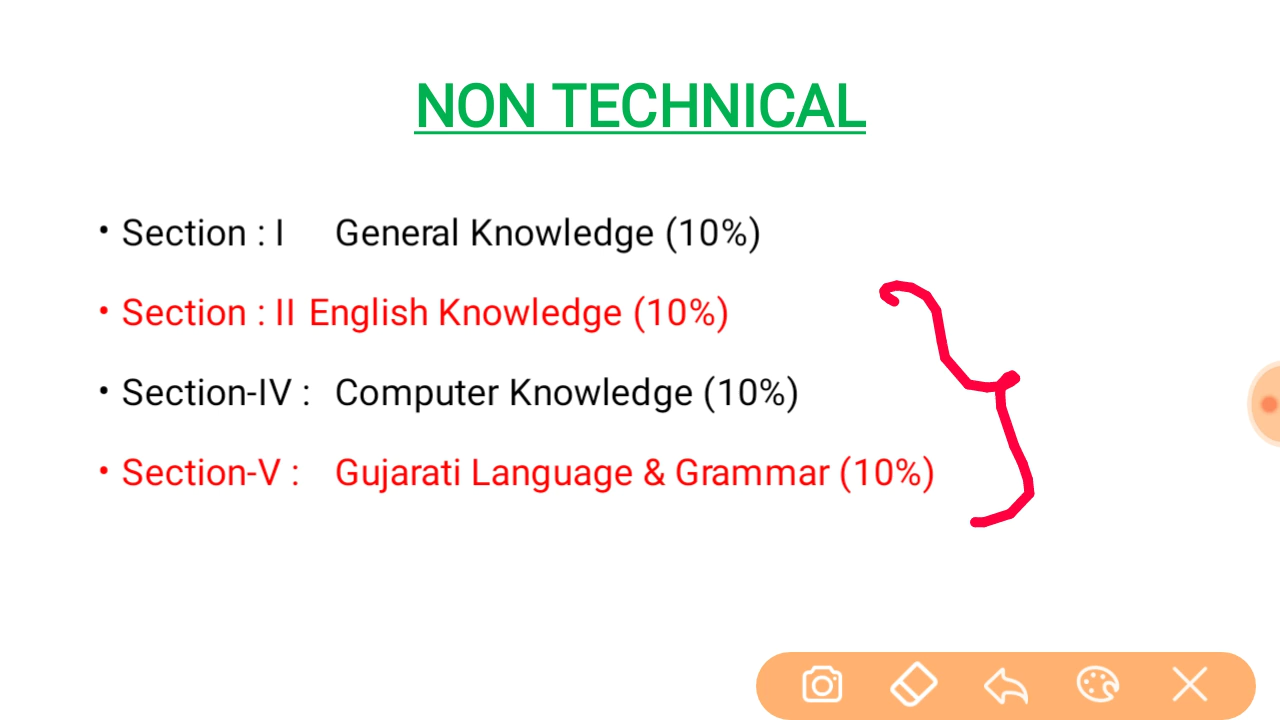 NON TECHNICAL
• Section : I General Knowledge (10%)
• Section : II English Knowledge (10%)
• Section-IV : Computer Knowledge (10%)
• Section-V : Gujarati Language & Grammar (10%)